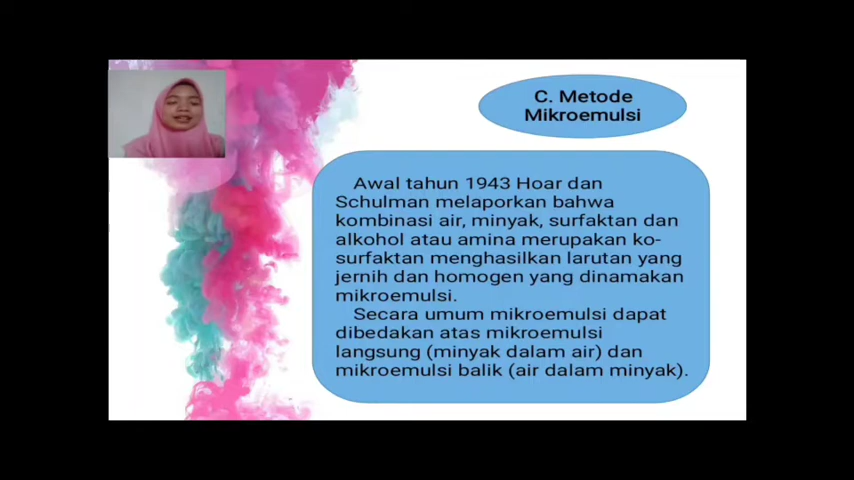 C. Metode
Mikroemulsi
Awal tahun 1943 Hoar dan
Schulman melaporkan bahwa
kombinasi air, minyak, surfaktan dan
alkohol atau amina merupakan ko-
surfaktan menghasilkan larutan yang
jernih dan homogen yang dinamakan
mikroemulsi.
Secara umum mikroemulsi dapat
dibedakan atas mikroemulsi
langsung (minyak dalam air) dan
mikroemulsi balik (air dalam minyak).